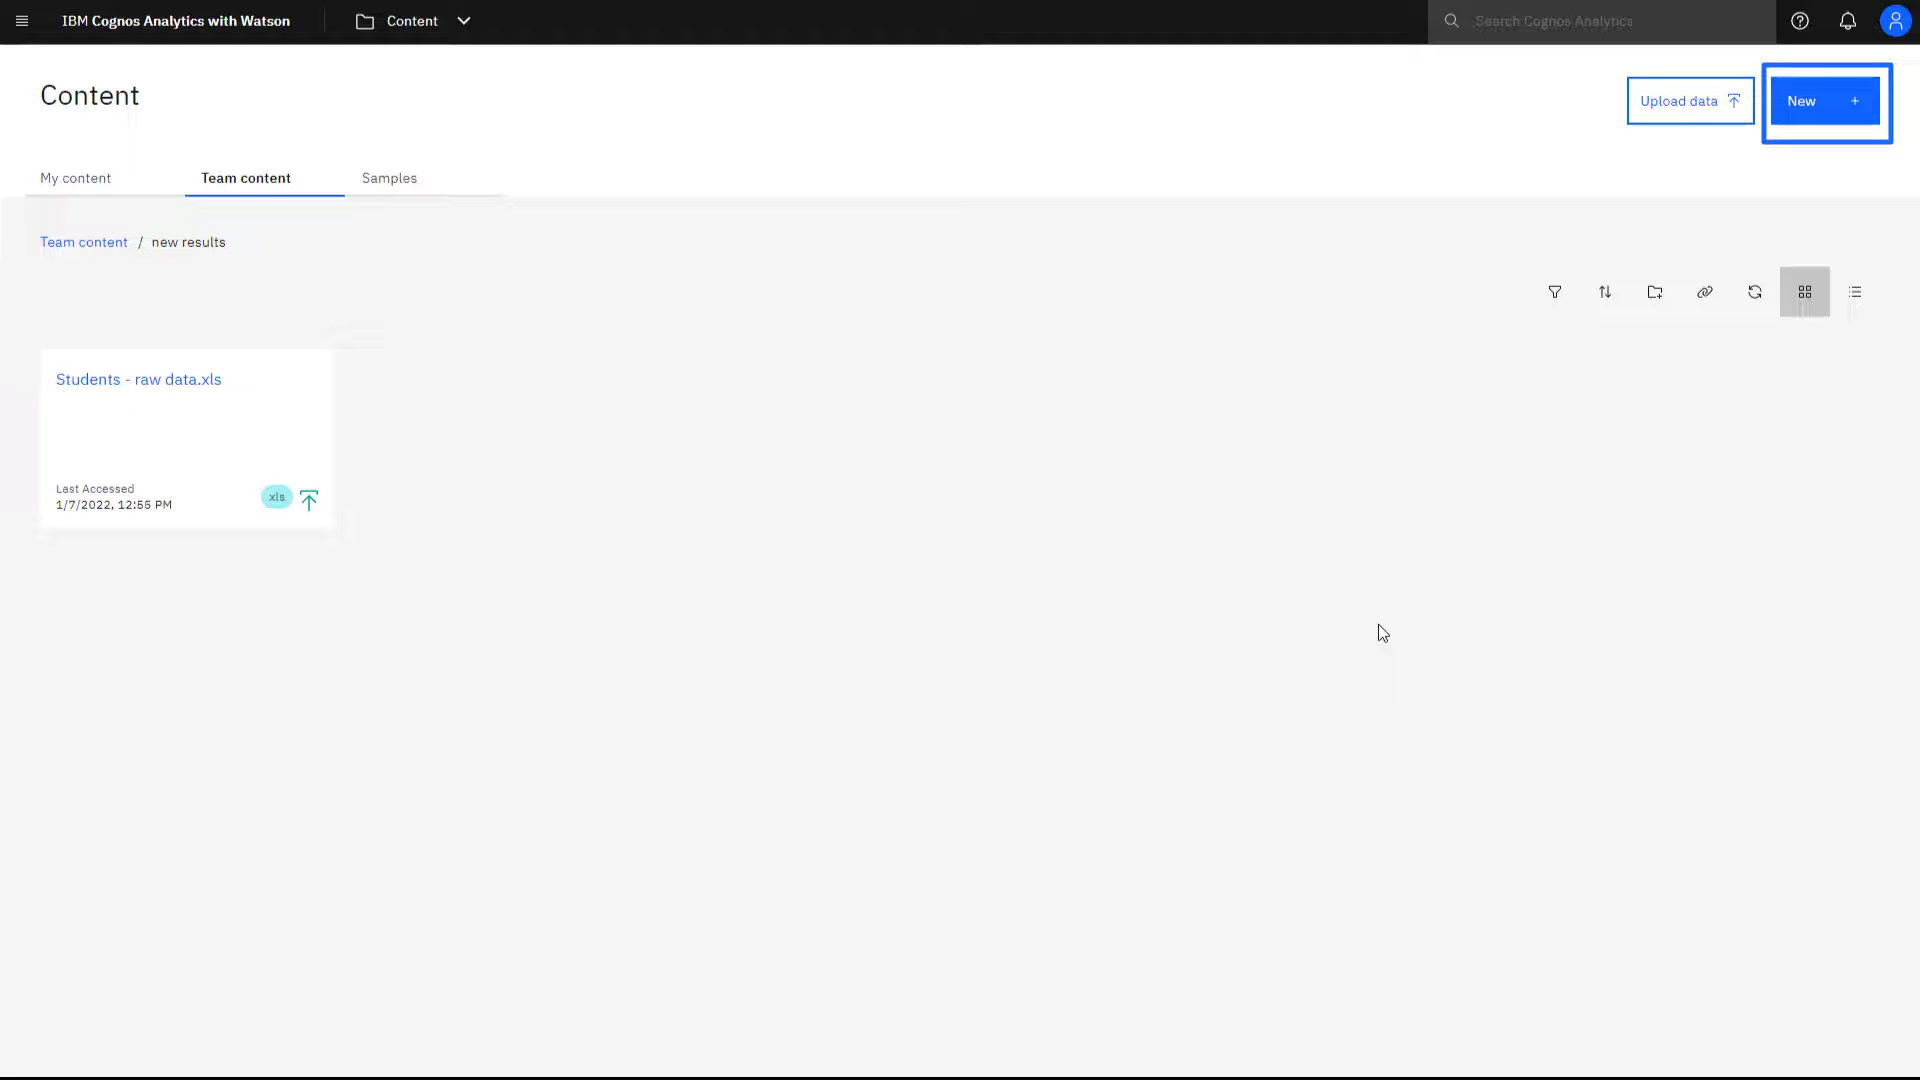 IBM Cognos Analytics with Watson
Content
Search Cognos Analytics
Content
Upload data
New +
My content
Team content
Samples
Team content / new results
Students - raw data.xls
Last Accessed
1/7/2022, 12:55 PM
xls